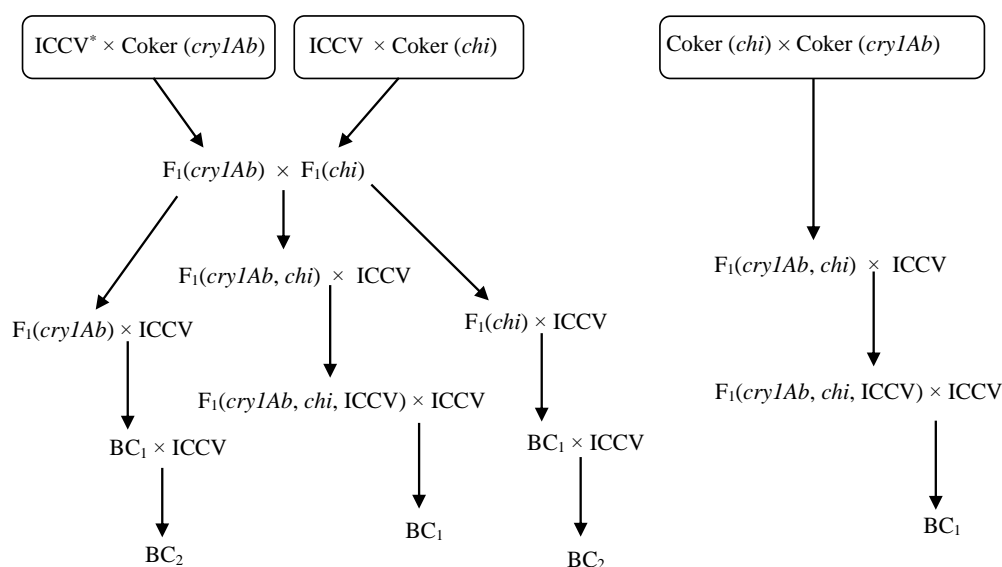 ICCV* × Coker (cry1Ab)
ICCV × Coker (chi)
Coker (chi) × Coker (cry1Ab)
F₁(cry1Ab) × F₁(chi)
F₁(cry1Ab, chi) × ICCV
F₁(cry1Ab, chi) × ICCV
F₁(cry1Ab) × ICCV
F₁(chi) × ICCV
F₁(cry1Ab, chi, ICCV) × ICCV
F₁(cry1Ab, chi, ICCV) × ICCV
BC₁ × ICCV
BC₁ × ICCV
BC₁
BC₁
BC₂
BC₂